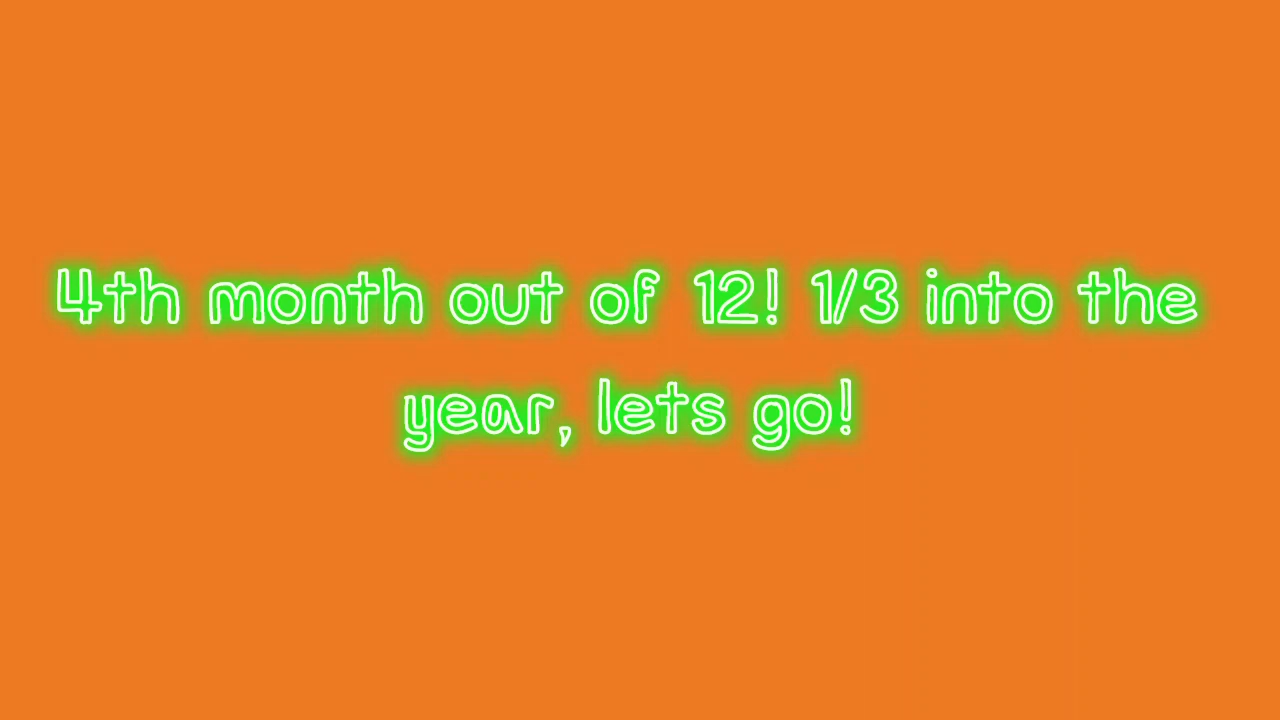 4th month out of 12! 1/3 into the
year, lets go!